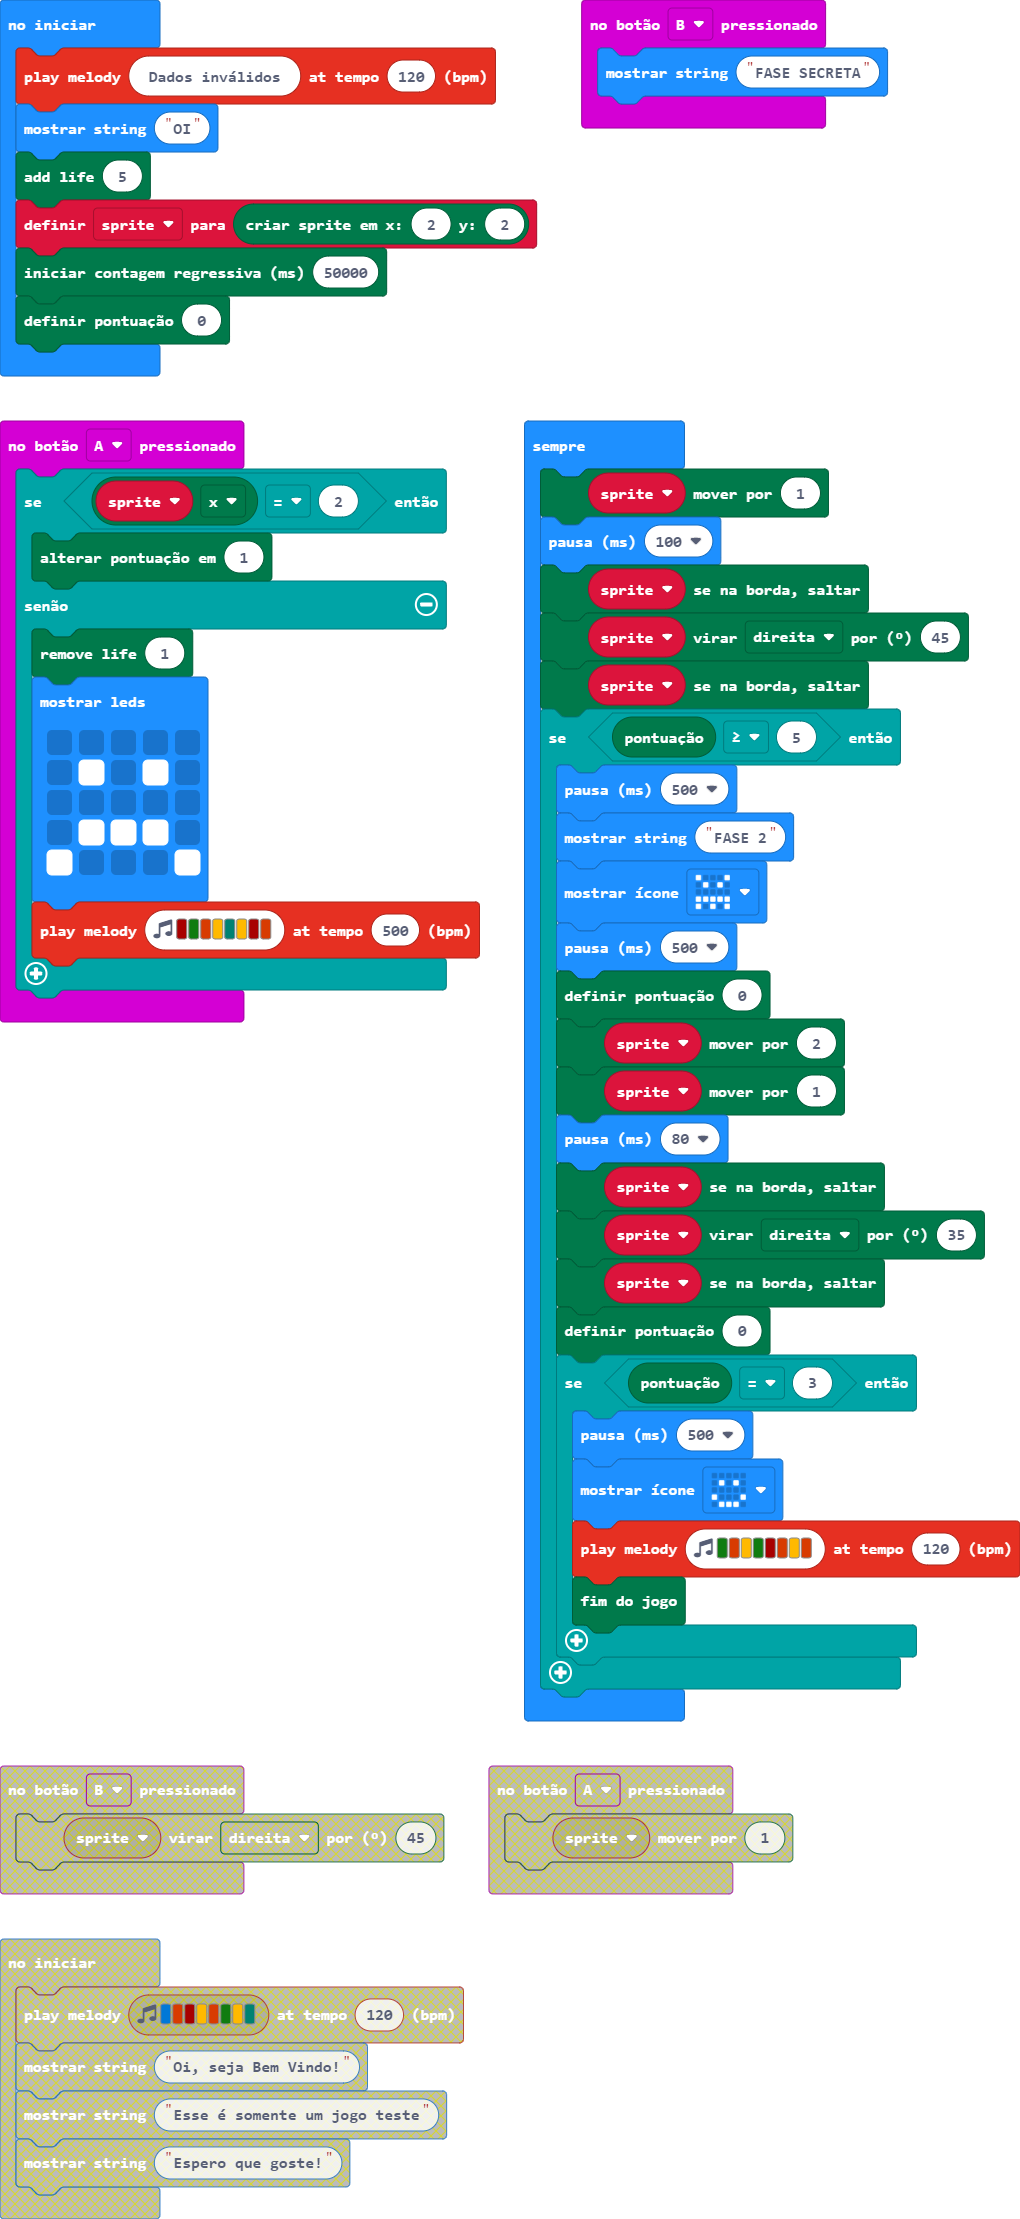 no iniciar
play melody Dados inválidos at tempo 120 (bpm)
mostrar string "OI"
add life 5
definir sprite para criar sprite em x: 2 y: 2
iniciar contagem regressiva (ms) 50000
definir pontuação 0
no botão B pressionado
mostrar string "FASE SECRETA"
no botão A pressionado
se sprite x = 2 então
alterar pontuação em 1
senão
remove life 1
mostrar leds
play melody at tempo 500 (bpm)
sempre
sprite mover por 1
pausa (ms) 100
sprite se na borda, saltar
sprite virar direita por (º) 45
sprite se na borda, saltar
se pontuação ≥ 5 então
pausa (ms) 500
mostrar string "FASE 2"
mostrar ícone
pausa (ms) 500
definir pontuação 0
sprite mover por 2
sprite mover por 1
pausa (ms) 80
sprite se na borda, saltar
sprite virar direita por (º) 35
sprite se na borda, saltar
definir pontuação 0
se pontuação = 3 então
pausa (ms) 500
mostrar ícone
play melody at tempo 120 (bpm)
fim do jogo
no botão B pressionado
sprite virar direita por (º) 45
no botão A pressionado
sprite mover por 1
no iniciar
play melody at tempo 120 (bpm)
mostrar string "Oi, seja Bem Vindo!"
mostrar string "Esse é somente um jogo teste"
mostrar string "Espero que goste!"